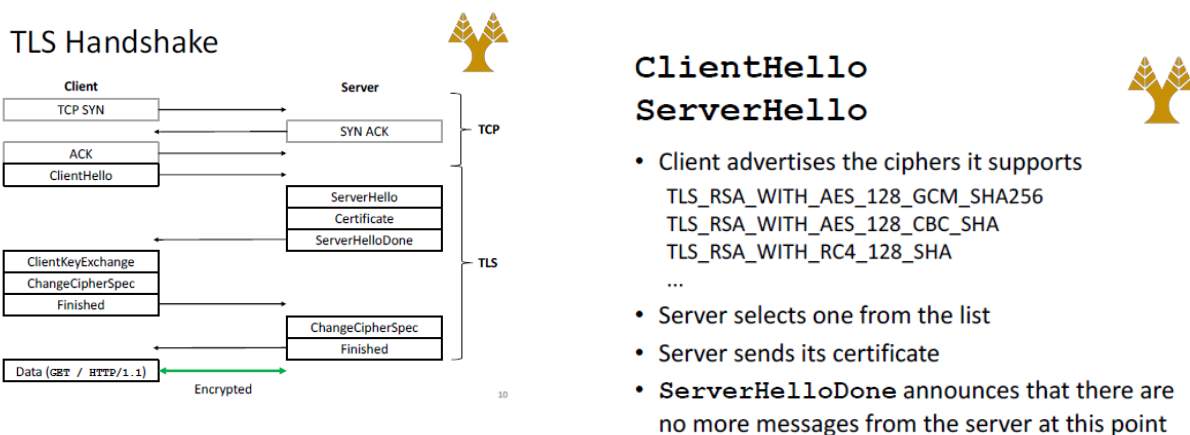 TLS Handshake
Client
Server
TCP SYN
SYN ACK
TCP
ACK
ClientHello
ServerHello
Certificate
ServerHelloDone
ClientKeyExchange
TLS
ChangeCipherSpec
Finished
ChangeCipherSpec
Finished
Data (GET / HTTP/1.1)
Encrypted
10
ClientHello
ServerHello
• Client advertises the ciphers it supports
TLS_RSA_WITH_AES_128_GCM_SHA256
TLS_RSA_WITH_AES_128_CBC_SHA
TLS_RSA_WITH_RC4_128_SHA
...
• Server selects one from the list
• Server sends its certificate
• ServerHelloDone announces that there are
no more messages from the server at this point